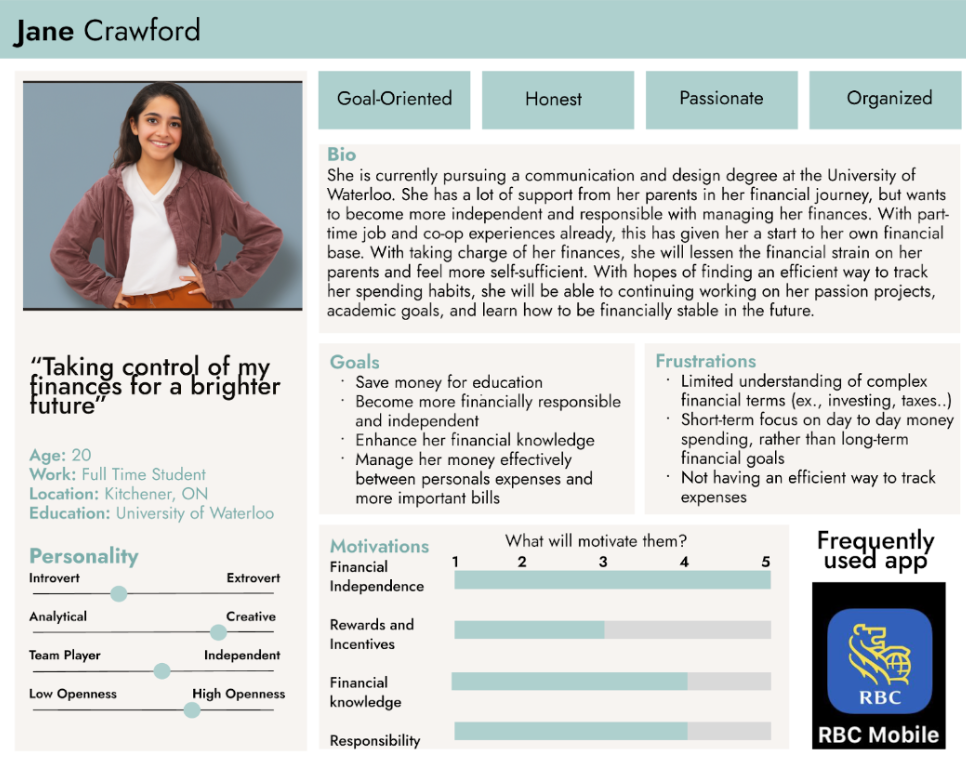 Jane Crawford
Goal-Oriented
Honest
Passionate
Organized
Bio
She is currently pursuing a communication and design degree at the University of
Waterloo. She has a lot of support from her parents in her financial journey, but wants
to become more independent and responsible with managing her finances. With part-
time job and co-op experiences already, this has given her a start to her own financial
base. With taking charge of her finances, she will lessen the financial strain on her
parents and feel more self-sufficient. With hopes of finding an efficient way to track
her spending habits, she will be able to continuing working on her passion projects,
academic goals, and learn how to be financially stable in the future.
“Taking control of my
finances for a brighter
future”
Age: 20
Work: Full Time Student
Location: Kitchener, ON
Education: University of Waterloo
Personality
Introvert Extrovert
Analytical Creative
Team Player Independent
Low Openness High Openness
Goals
· Save money for education
· Become more financially responsible
and independent
· Enhance her financial knowledge
· Manage her money effectively
between personals expenses and
more important bills
Frustrations
· Limited understanding of complex
financial terms (ex., investing, taxes..)
· Short-term focus on day to day money
spending, rather than long-term
financial goals
· Not having an efficient way to track
expenses
Motivations
What will motivate them?
1 2 3 4 5
Financial
Independence
Rewards and
Incentives
Financial
knowledge
Responsibility
Frequently
used app
RBC
RBC Mobile